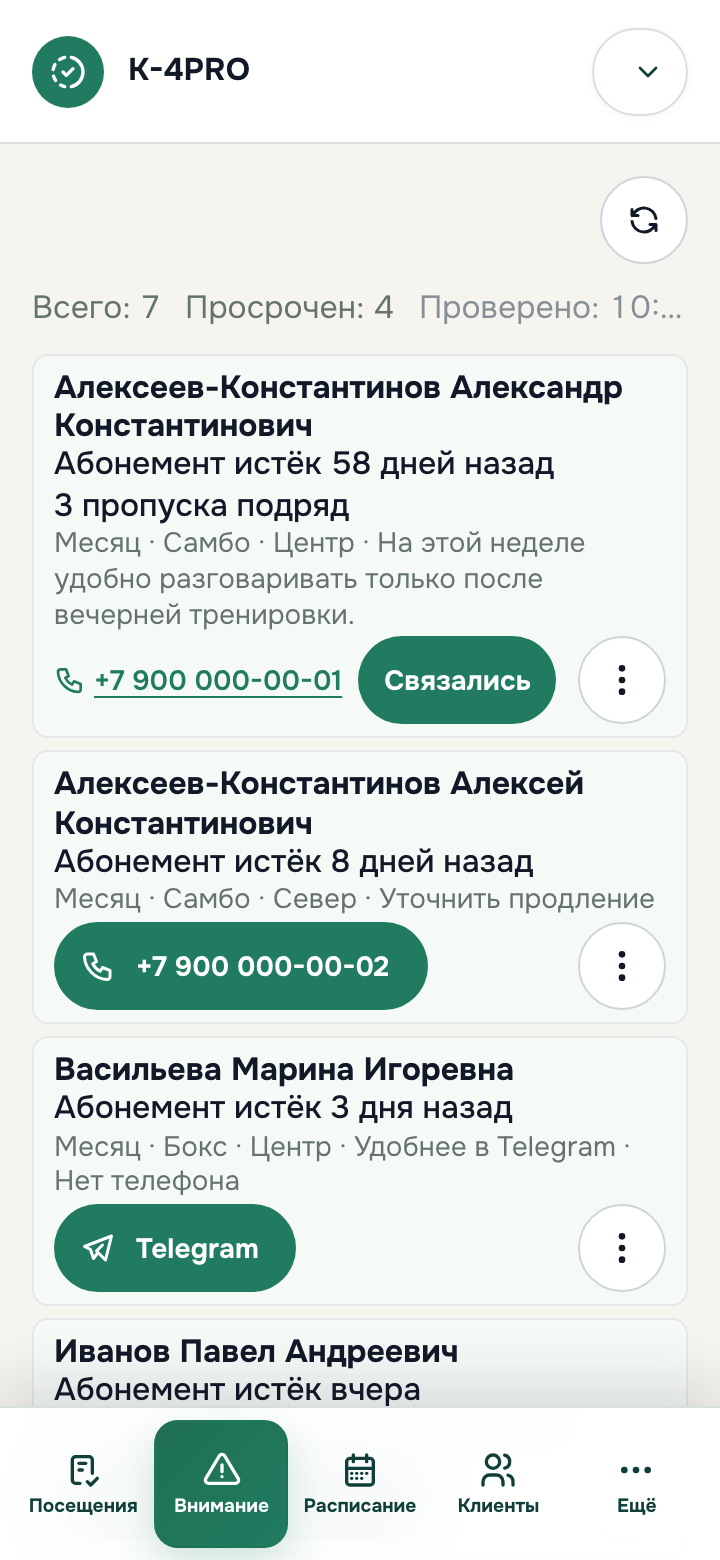 K-4PRO
Всего: 7 Просрочен: 4 Проверено: 10:...
Алексеев-Константинов Александр
Константинович
Абонемент истёк 58 дней назад
3 пропуска подряд
Месяц · Самбо · Центр · На этой неделе
удобно разговаривать только после
вечерней тренировки.
+7 900 000-00-01 Связались
Алексеев-Константинов Алексей
Константинович
Абонемент истёк 8 дней назад
Месяц · Самбо · Север · Уточнить продление
+7 900 000-00-02
Васильева Марина Игоревна
Абонемент истёк 3 дня назад
Месяц · Бокс · Центр · Удобнее в Telegram ·
Нет телефона
Telegram
Иванов Павел Андреевич
Абонемент истёк вчера
Посещения Внимание Расписание Клиенты Ещё